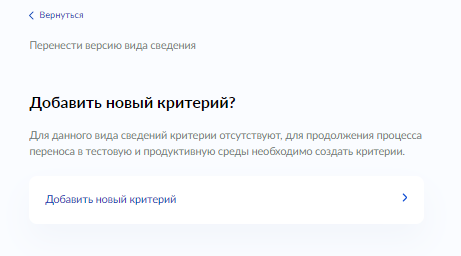 Вернуться
Перенести версию вида сведения
Добавить новый критерий?
Для данного вида сведений критерии отсутствуют, для продолжения процесса
переноса в тестовую и продуктивную среды необходимо создать критерии.
Добавить новый критерий